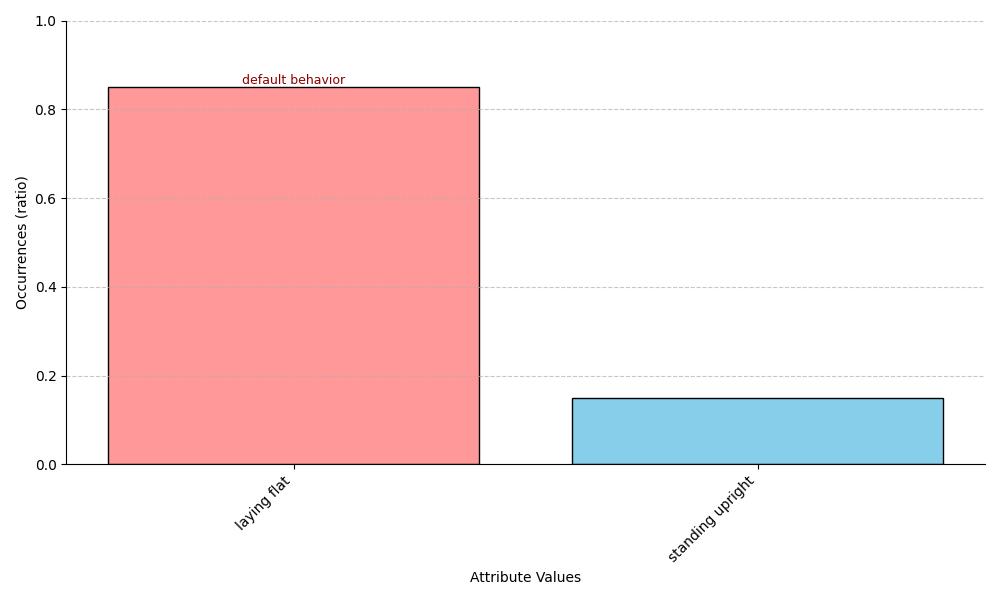 1.0
default behavior
0.8
0.6
0.4
0.2
0.0
Occurrences (ratio)
laying flat
standing upright
Attribute Values